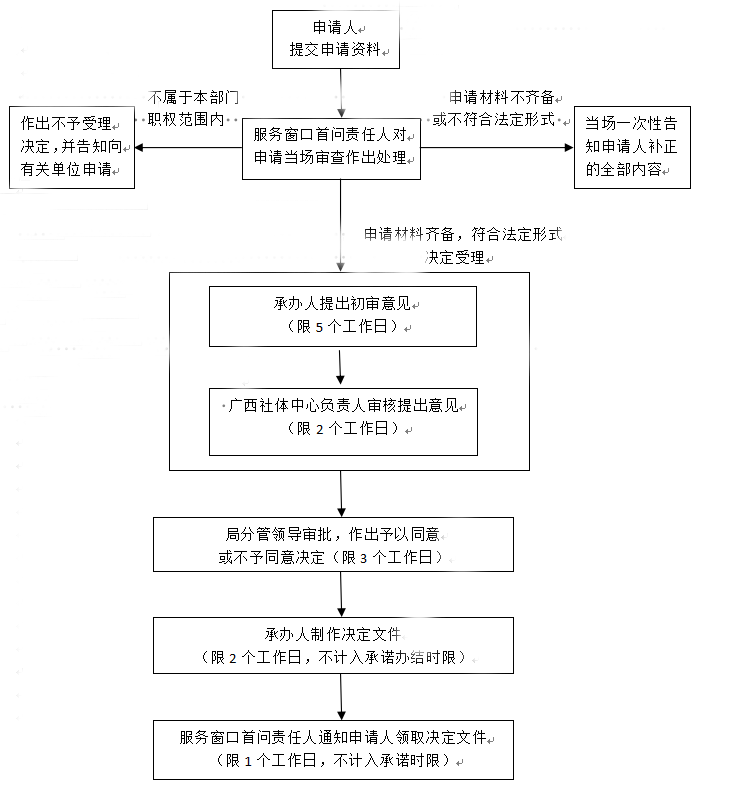 申请人
提交申请资料
不属于本部门
职权范围内
申请材料不齐备
或不符合法定形式
作出不予受理
决定，并告知向
有关单位申请
服务窗口首问责任人对
申请当场审查作出处理
当场一次性告
知申请人补正
的全部内容
申请材料齐备，符合法定形式
决定受理
承办人提出初审意见
（限 5 个工作日）
广西社体中心负责人审核提出意见
（限 2 个工作日）
局分管领导审批，作出予以同意
或不予同意决定（限 3 个工作日）
承办人制作决定文件
（限 2 个工作日，不计入承诺办结时限）
服务窗口首问责任人通知申请人领取决定文件
（限 1 个工作日，不计入承诺时限）